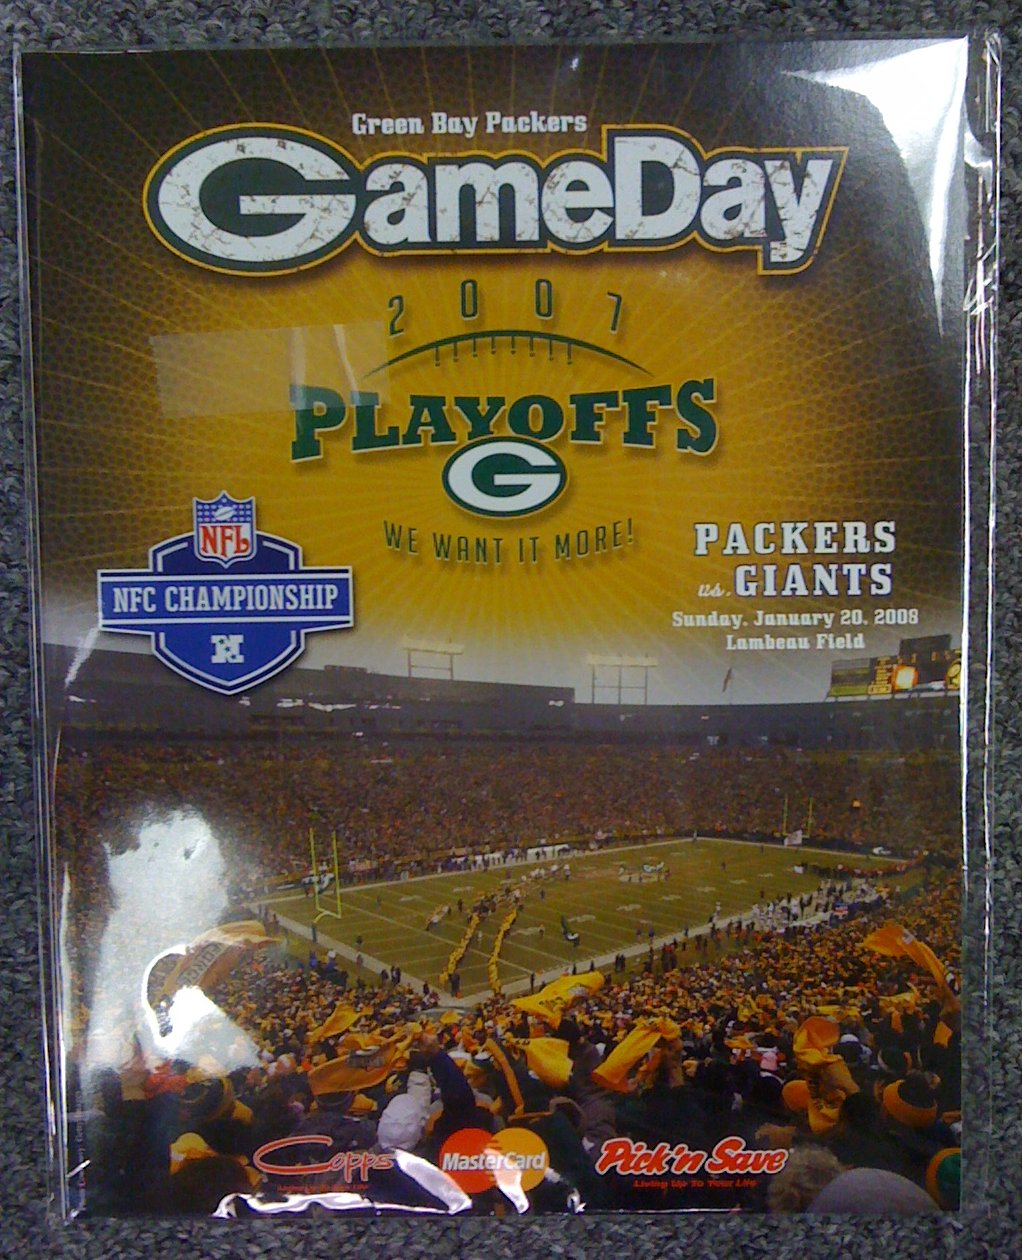 Green Bay Packers
GameDay
2007
PLAYOFFS
G
WE WANT IT MORE!
NFL
NFC CHAMPIONSHIP
N
PACKERS
vs. GIANTS
Sunday, January 20, 2008
Lambeau Field
Copps
MasterCard
Pick'n Save
Living Up To Your Life